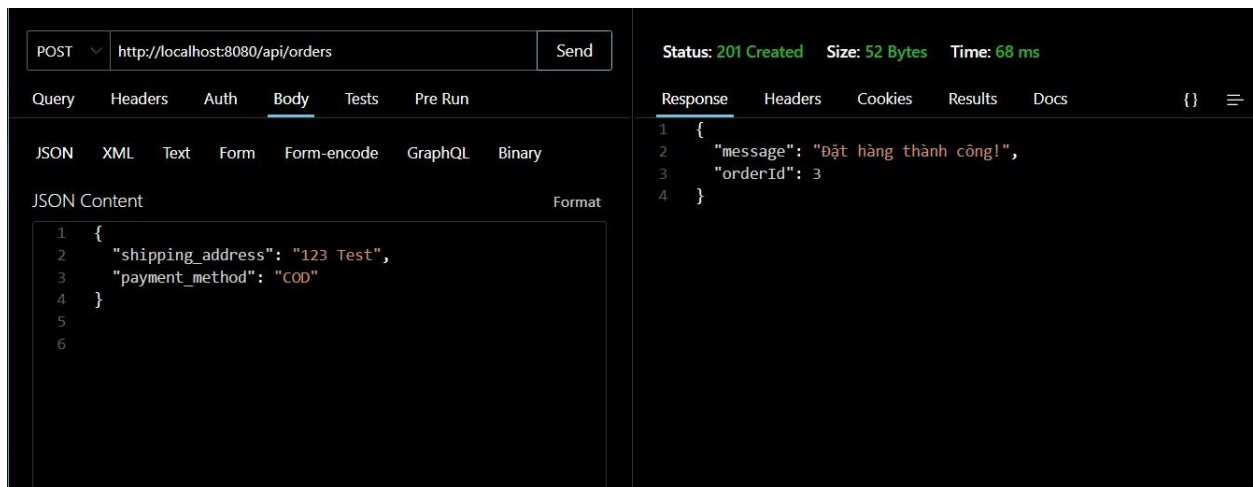 POST http://localhost:8080/api/orders Send
Query Headers Auth Body Tests Pre Run
JSON XML Text Form Form-encode GraphQL Binary
JSON Content Format
1 {
2 "shipping_address": "123 Test",
3 "payment_method": "COD"
4 }
5
6
Status: 201 Created Size: 52 Bytes Time: 68 ms
Response Headers Cookies Results Docs {}
1 {
2 "message": "Đặt hàng thành công!",
3 "orderId": 3
4 }